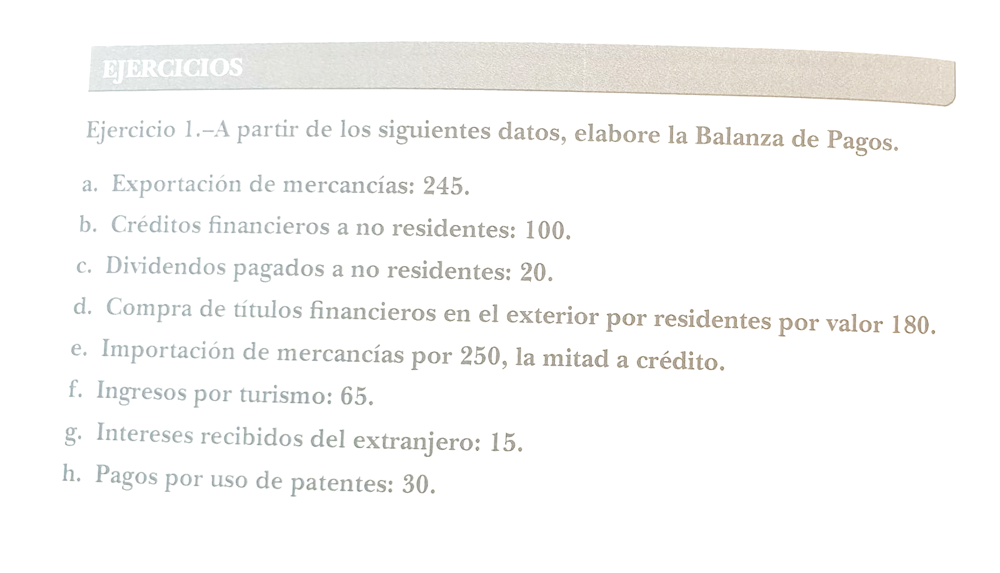 EJERCICIOS
Ejercicio 1.–A partir de los siguientes datos, elabore la Balanza de Pagos.
a. Exportación de mercancías: 245.
b. Créditos financieros a no residentes: 100.
c. Dividendos pagados a no residentes: 20.
d. Compra de títulos financieros en el exterior por residentes por valor 180.
e. Importación de mercancías por 250, la mitad a crédito.
f. Ingresos por turismo: 65.
g. Intereses recibidos del extranjero: 15.
h. Pagos por uso de patentes: 30.